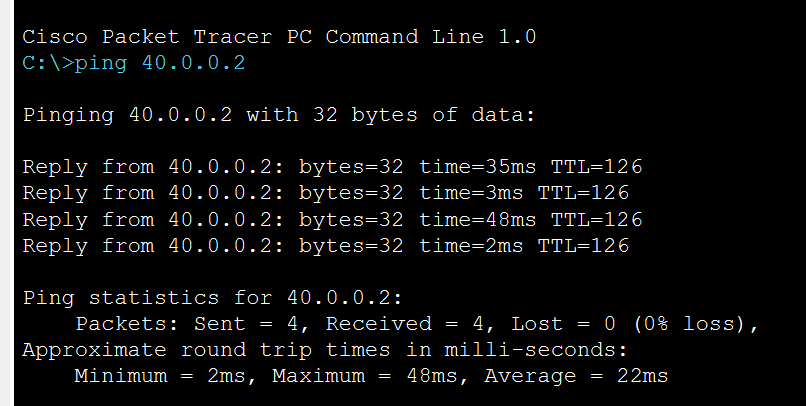 Cisco Packet Tracer PC Command Line 1.0
C:\>ping 40.0.0.2
Pinging 40.0.0.2 with 32 bytes of data:
Reply from 40.0.0.2: bytes=32 time=35ms TTL=126
Reply from 40.0.0.2: bytes=32 time=3ms TTL=126
Reply from 40.0.0.2: bytes=32 time=48ms TTL=126
Reply from 40.0.0.2: bytes=32 time=2ms TTL=126
Ping statistics for 40.0.0.2:
Packets: Sent = 4, Received = 4, Lost = 0 (0% loss),
Approximate round trip times in milli-seconds:
Minimum = 2ms, Maximum = 48ms, Average = 22ms